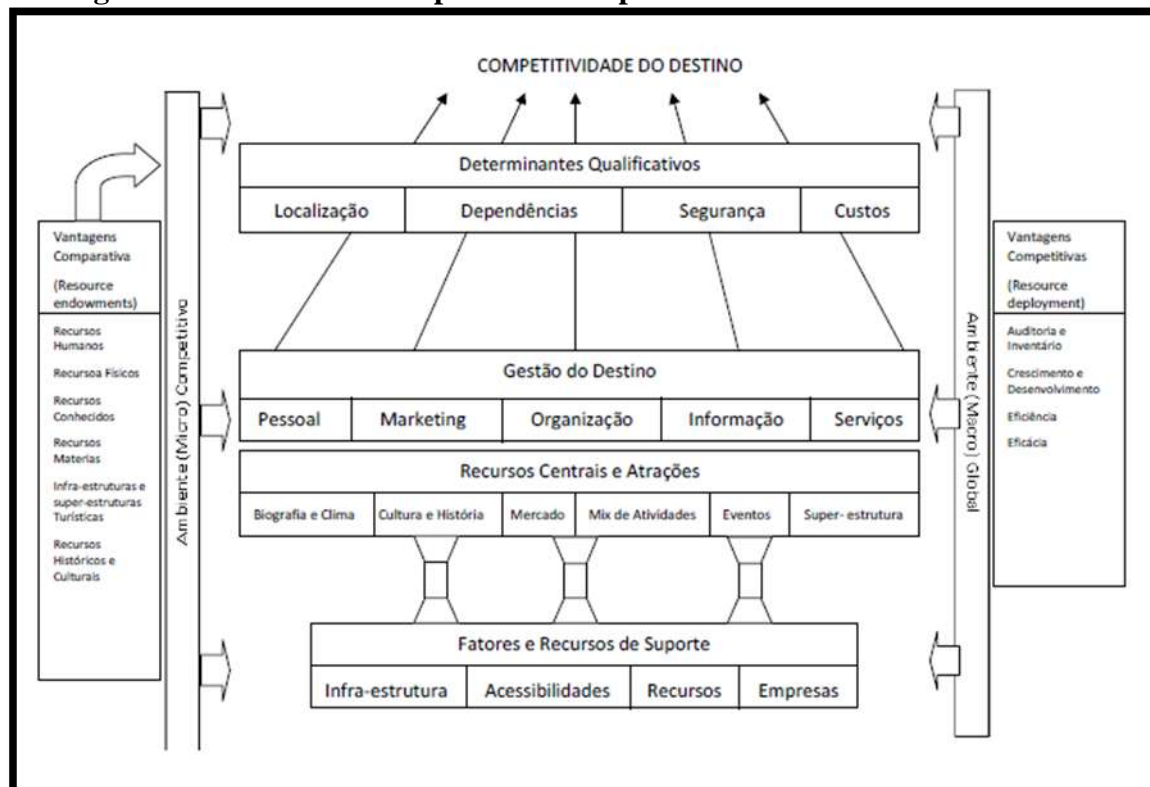 COMPETITIVIDADE DO DESTINO
Determinantes Qualificativos
Localização Dependências Segurança Custos
Vantagens
Comparativa
(Resource
endowments)
Recursos
Humanos
Recursoa Físicos
Recursos
Conhecidos
Recursos
Materias
Infra-estruturas e
super-estruturas
Turísticas
Recursos
Históricos e
Culturais
Ambiente (Micro) Competitivo
Gestão do Destino
Pessoal Marketing Organização Informação Serviços
Recursos Centrais e Atrações
Biografia e Clima Cultura e História Mercado Mix de Atividades Eventos Super- estrutura
Fatores e Recursos de Suporte
Infra-estrutura Acessibilidades Recursos Empresas
Ambiente (Macro) Global
Vantagens
Competitivas
(Resource
deployment)
Auditoria e
Inventário
Crescimento e
Desenvolvimento
Eficiência
Eficácia